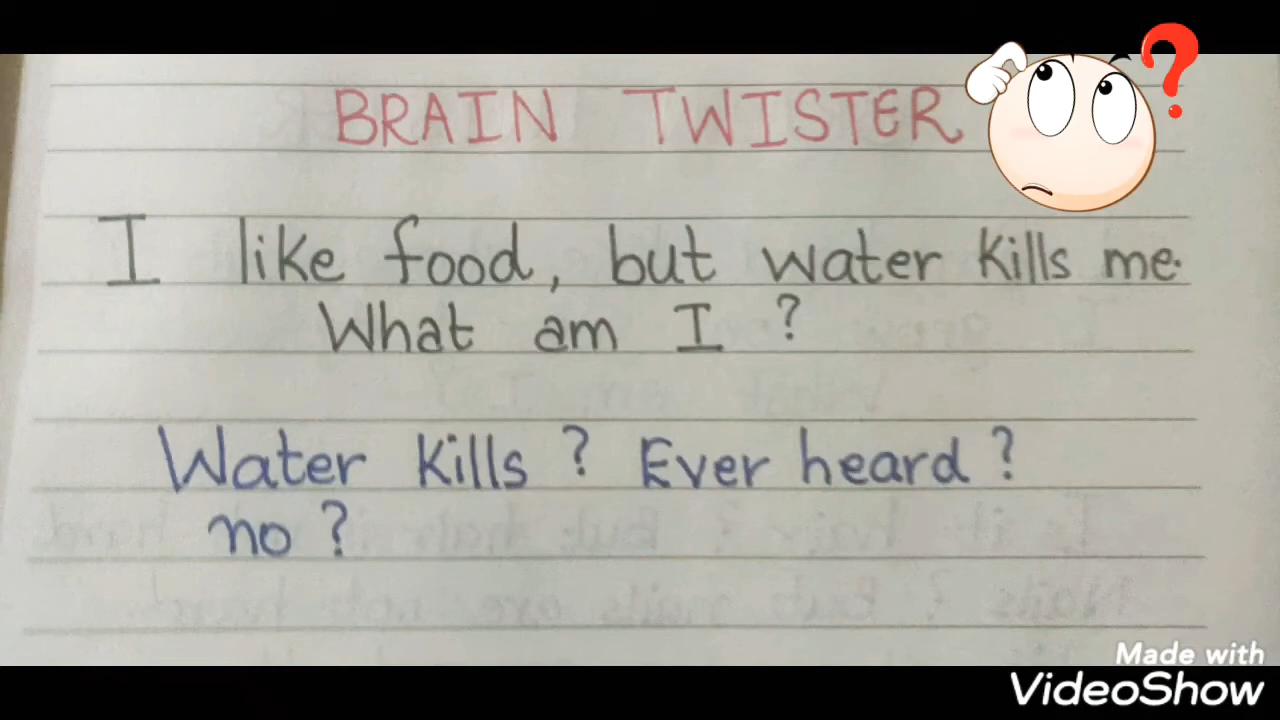 BRAIN TWISTER
I like food, but water kills me.
What am I ?
Water kills ? Ever heard ?
no ?
Made with
VideoShow